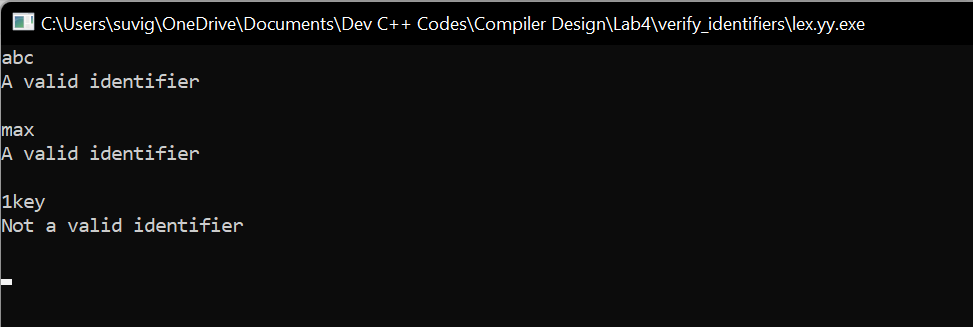 C:\Users\suvig\OneDrive\Documents\Dev C++ Codes\Compiler Design\Lab4\verify_identifiers\lex.yy.exe
abc
A valid identifier
max
A valid identifier
1key
Not a valid identifier